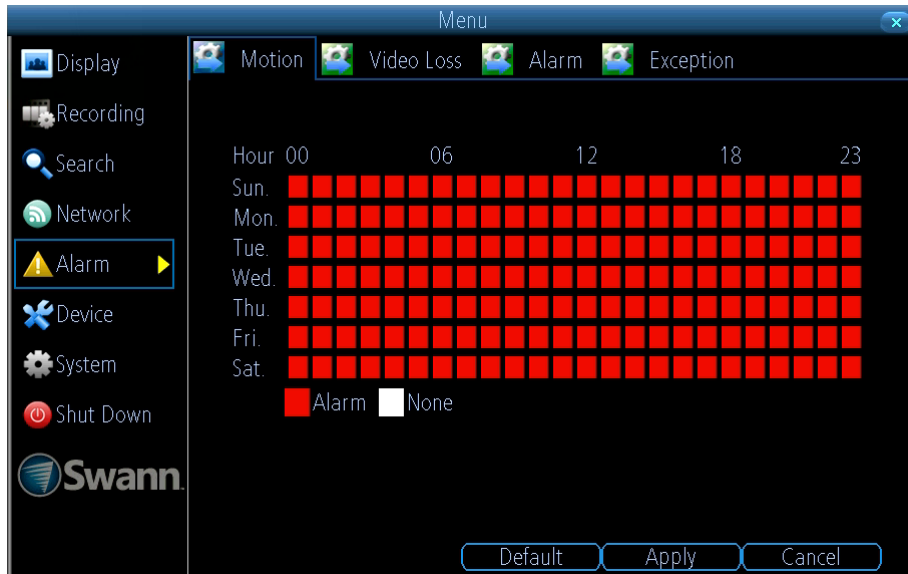 Menu
Display
Recording
Search
Network
Alarm
Device
System
Shut Down
Swann
Motion Video Loss Alarm Exception
Hour 00 06 12 18 23
Sun.
Mon.
Tue.
Wed.
Thu.
Fri.
Sat.
Alarm None
Default Apply Cancel